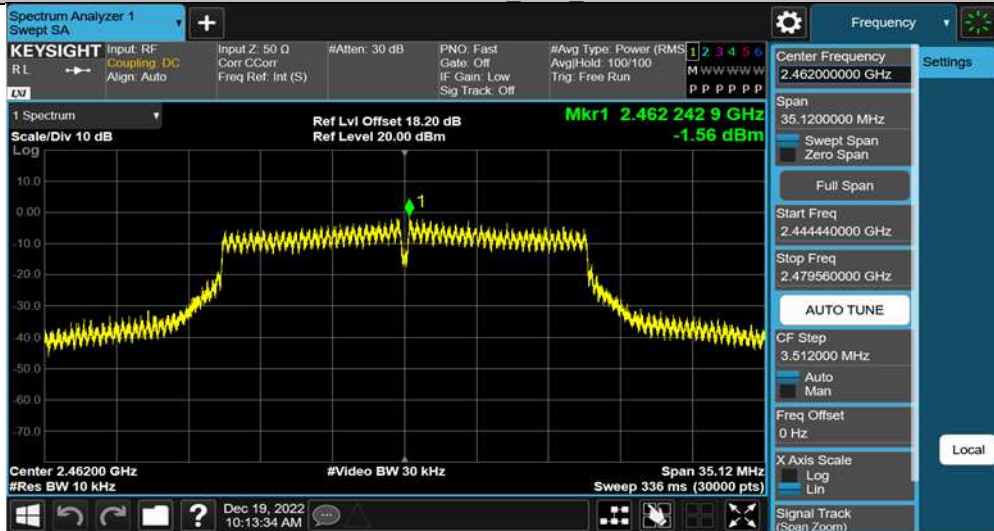 Spectrum Analyzer 1
Swept SA
Frequency
KEYSIGHT
Input: RF
Input Z: 50 Ω
#Atten: 30 dB
PNO: Fast
#Avg Type: Power (RMS
1 2 3 4 5 6
R L
Coupling: DC
Corr CCorr
Gate: Off
Avg|Hold: 100/100
M W W W W W
Align: Auto
Freq Ref: Int (S)
IF Gain: Low
Trig: Free Run
LXI
Sig Track: Off
P P P P P P
1 Spectrum
Scale/Div 10 dB
Log
Ref Lvl Offset 18.20 dB
Ref Level 20.00 dBm
Mkr1 2.462 242 9 GHz
-1.56 dBm
1
10.0
0.00
-10.0
-20.0
-30.0
-40.0
-50.0
-60.0
-70.0
Center 2.46200 GHz
#Video BW 30 kHz
Span 35.12 MHz
#Res BW 10 kHz
Sweep 336 ms (30000 pts)
Dec 19, 2022
10:13:34 AM
Center Frequency
2.462000000 GHz
Span
35.1200000 MHz
Swept Span
Zero Span
Full Span
Start Freq
2.444440000 GHz
Stop Freq
2.479560000 GHz
AUTO TUNE
CF Step
3.512000 MHz
Auto
Man
Freq Offset
0 Hz
X Axis Scale
Log
Lin
Signal Track
(Span Zoom)
Settings
Local